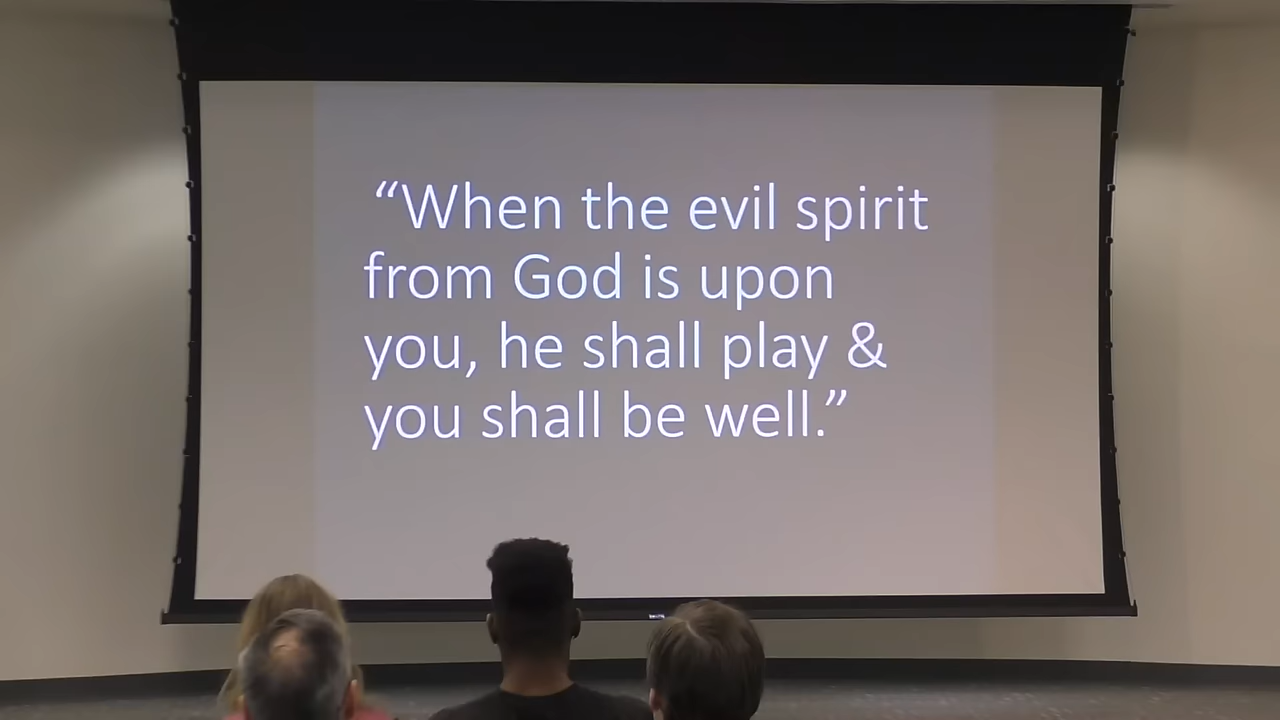 “When the evil spirit
from God is upon
you, he shall play &
you shall be well.”